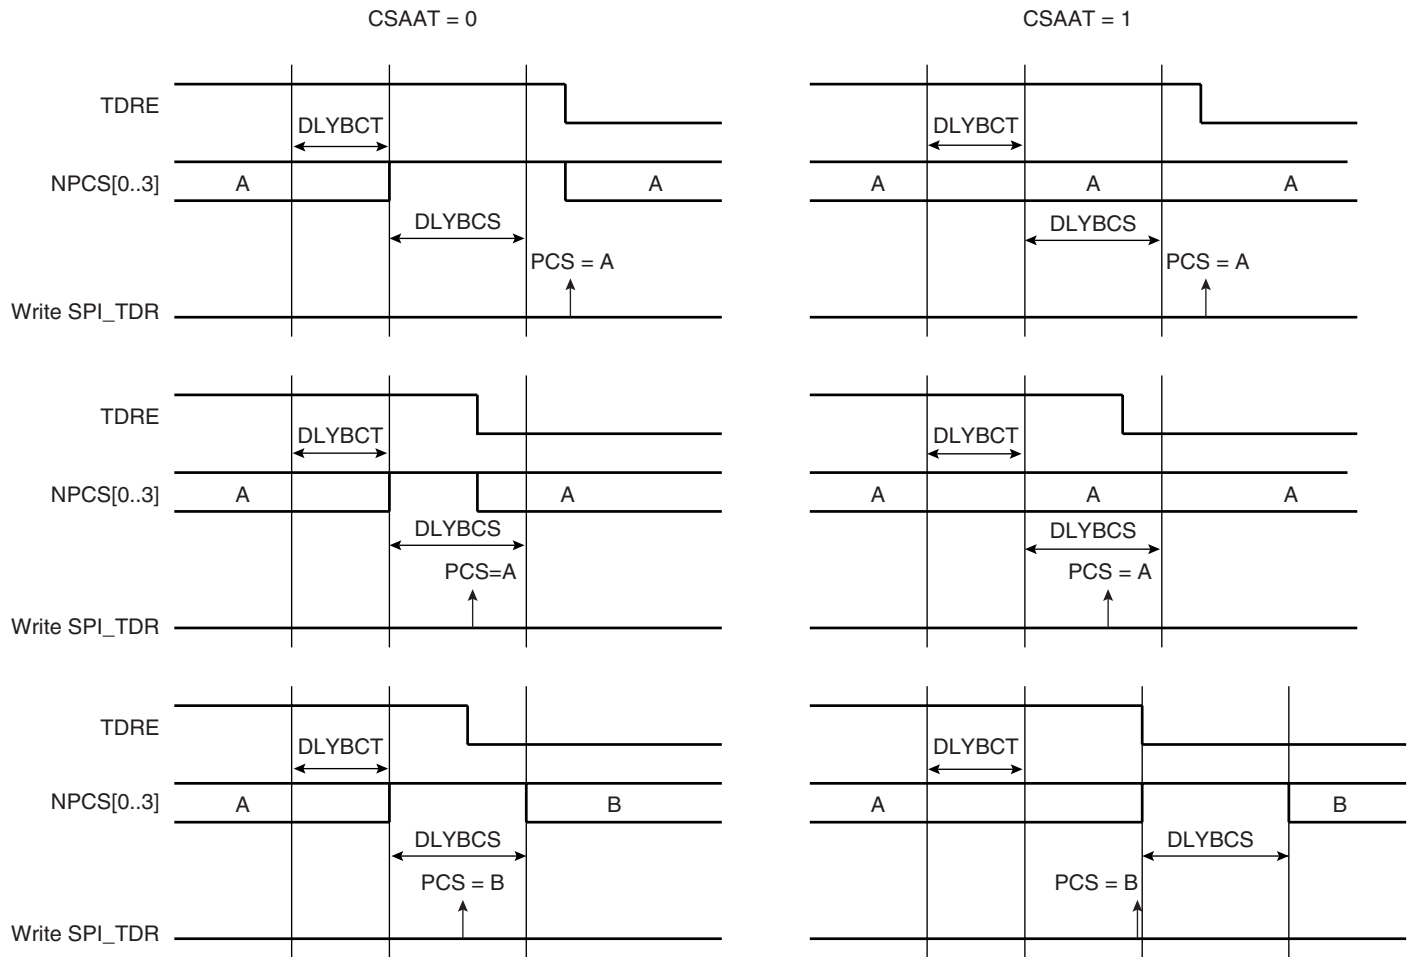 CSAAT = 0 CSAAT = 1
TDRE
DLYBCT DLYBCT
NPCS[0..3] A A A A A
DLYBCS DLYBCS
PCS = A PCS = A
Write SPI_TDR
TDRE
DLYBCT DLYBCT
NPCS[0..3] A A A A A
DLYBCS DLYBCS
PCS=A PCS = A
Write SPI_TDR
TDRE
DLYBCT DLYBCT
NPCS[0..3] A B A B
DLYBCS DLYBCS
PCS = B PCS = B
Write SPI_TDR